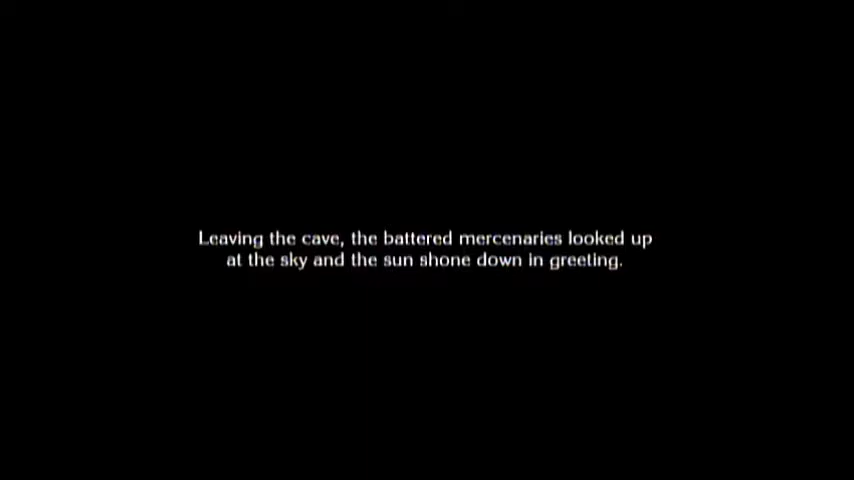 Leaving the cave, the battered mercenaries looked up
at the sky and the sun shone down in greeting.